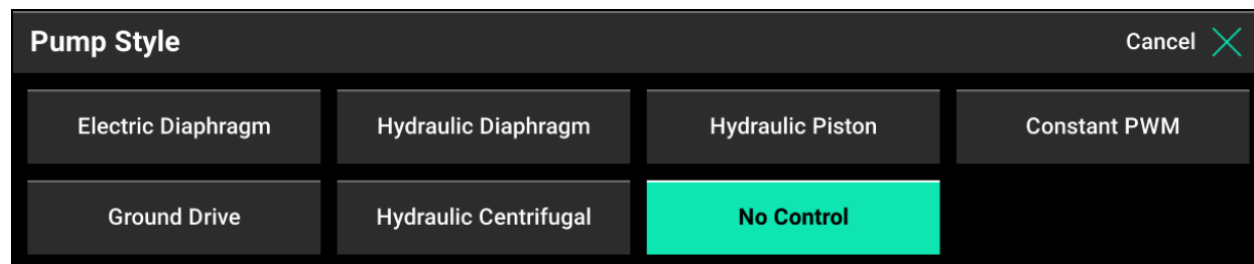 Pump Style
Cancel
Electric Diaphragm
Hydraulic Diaphragm
Hydraulic Piston
Constant PWM
Ground Drive
Hydraulic Centrifugal
No Control